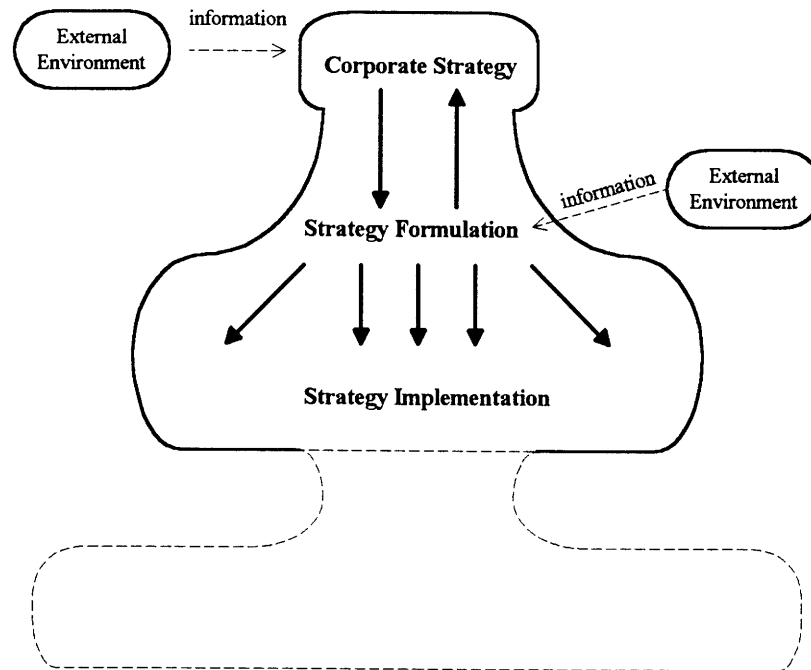 information
External
Environment
Corporate Strategy
information
External
Environment
Strategy Formulation
Strategy Implementation